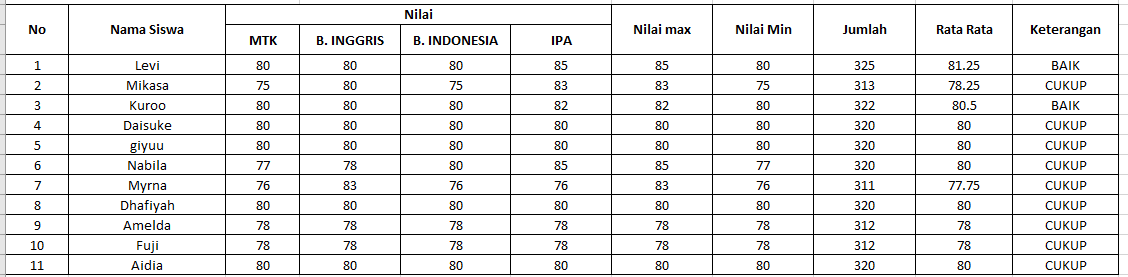 No Nama Siswa Nilai Nilai max Nilai Min Jumlah Rata Rata Keterangan
MTK B. INGGRIS B. INDONESIA IPA
1 Levi 80 80 80 85 85 80 325 81.25 BAIK
2 Mikasa 75 80 75 83 83 75 313 78.25 CUKUP
3 Kuroo 80 80 80 82 82 80 322 80.5 BAIK
4 Daisuke 80 80 80 80 80 80 320 80 CUKUP
5 giyuu 80 80 80 80 80 80 320 80 CUKUP
6 Nabila 77 78 80 85 85 77 320 80 CUKUP
7 Myrna 76 83 76 76 83 76 311 77.75 CUKUP
8 Dhafiyah 80 80 80 80 80 80 320 80 CUKUP
9 Amelda 78 78 78 78 78 78 312 78 CUKUP
10 Fuji 78 78 78 78 78 78 312 78 CUKUP
11 Aidia 80 80 80 80 80 80 320 80 CUKUP